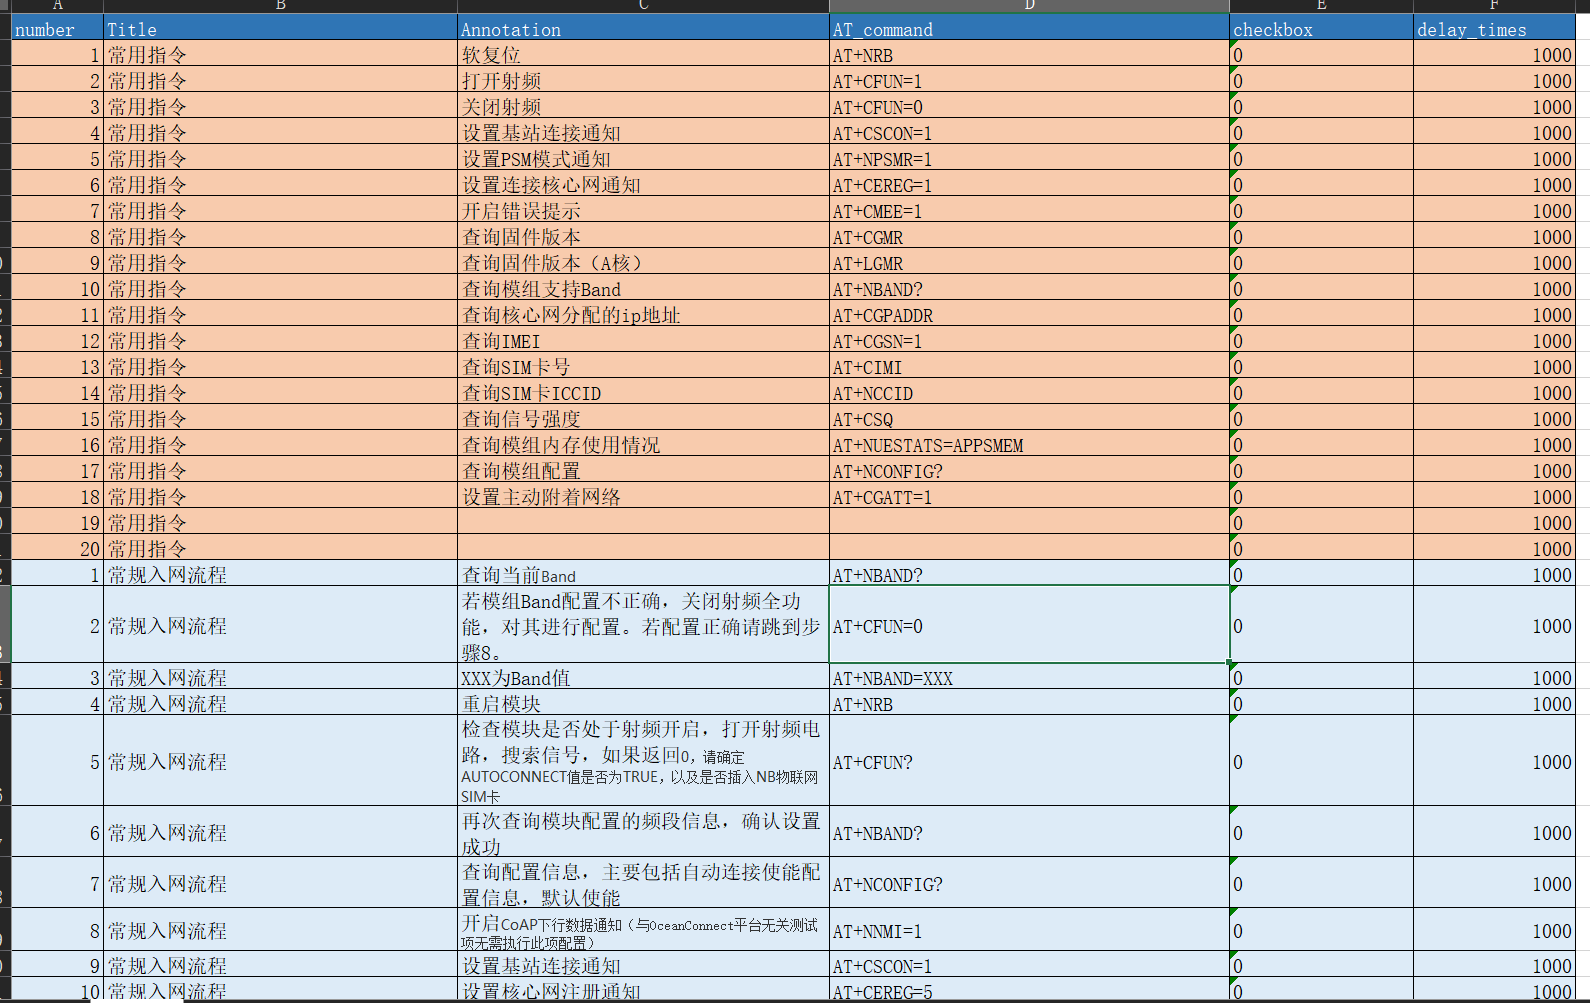 A B C D E F
number Title Annotation AT_command checkbox delay_times
1 常用指令 软复位 AT+NRB 0 1000
2 常用指令 打开射频 AT+CFUN=1 0 1000
3 常用指令 关闭射频 AT+CFUN=0 0 1000
4 常用指令 设置基站连接通知 AT+CSCON=1 0 1000
5 常用指令 设置PSM模式通知 AT+NPSMR=1 0 1000
6 常用指令 设置连接核心网通知 AT+CEREG=1 0 1000
7 常用指令 开启错误提示 AT+CMEE=1 0 1000
8 常用指令 查询固件版本 AT+CGMR 0 1000
9 常用指令 查询固件版本（A核） AT+LGMR 0 1000
10 常用指令 查询模组支持Band AT+NBAND? 0 1000
11 常用指令 查询核心网分配的ip地址 AT+CGPADDR 0 1000
12 常用指令 查询IMEI AT+CGSN=1 0 1000
13 常用指令 查询SIM卡号 AT+CIMI 0 1000
14 常用指令 查询SIM卡ICCID AT+NCCID 0 1000
15 常用指令 查询信号强度 AT+CSQ 0 1000
16 常用指令 查询模组内存使用情况 AT+NUESTATS=APPSMEM 0 1000
17 常用指令 查询模组配置 AT+NCONFIG? 0 1000
18 常用指令 设置主动附着网络 AT+CGATT=1 0 1000
19 常用指令 0 1000
20 常用指令 0 1000
1 常规入网流程 查询当前Band AT+NBAND? 0 1000
2 常规入网流程 若模组Band配置不正确，关闭射频全功
能，对其进行配置。若配置正确请跳到步
骤8。 AT+CFUN=0 0 1000
3 常规入网流程 XXX为Band值 AT+NBAND=XXX 0 1000
4 常规入网流程 重启模块 AT+NRB 0 1000
5 常规入网流程 检查模块是否处于射频开启，打开射频电
路，搜索信号，如果返回0，请确定
AUTOCONNECT值是否为TRUE，以及是否插入NB物联网
SIM卡 AT+CFUN? 0 1000
6 常规入网流程 再次查询模块配置的频段信息，确认设置
成功 AT+NBAND? 0 1000
7 常规入网流程 查询配置信息，主要包括自动连接使能配
置信息，默认使能 AT+NCONFIG? 0 1000
8 常规入网流程 开启CoAP下行数据通知（与OceanConnect平台无关测试
项无需执行此项配置） AT+NNMI=1 0 1000
9 常规入网流程 设置基站连接通知 AT+CSCON=1 0 1000
10 常规入网流程 设置核心网注册通知 AT+CEREG=5 0 1000